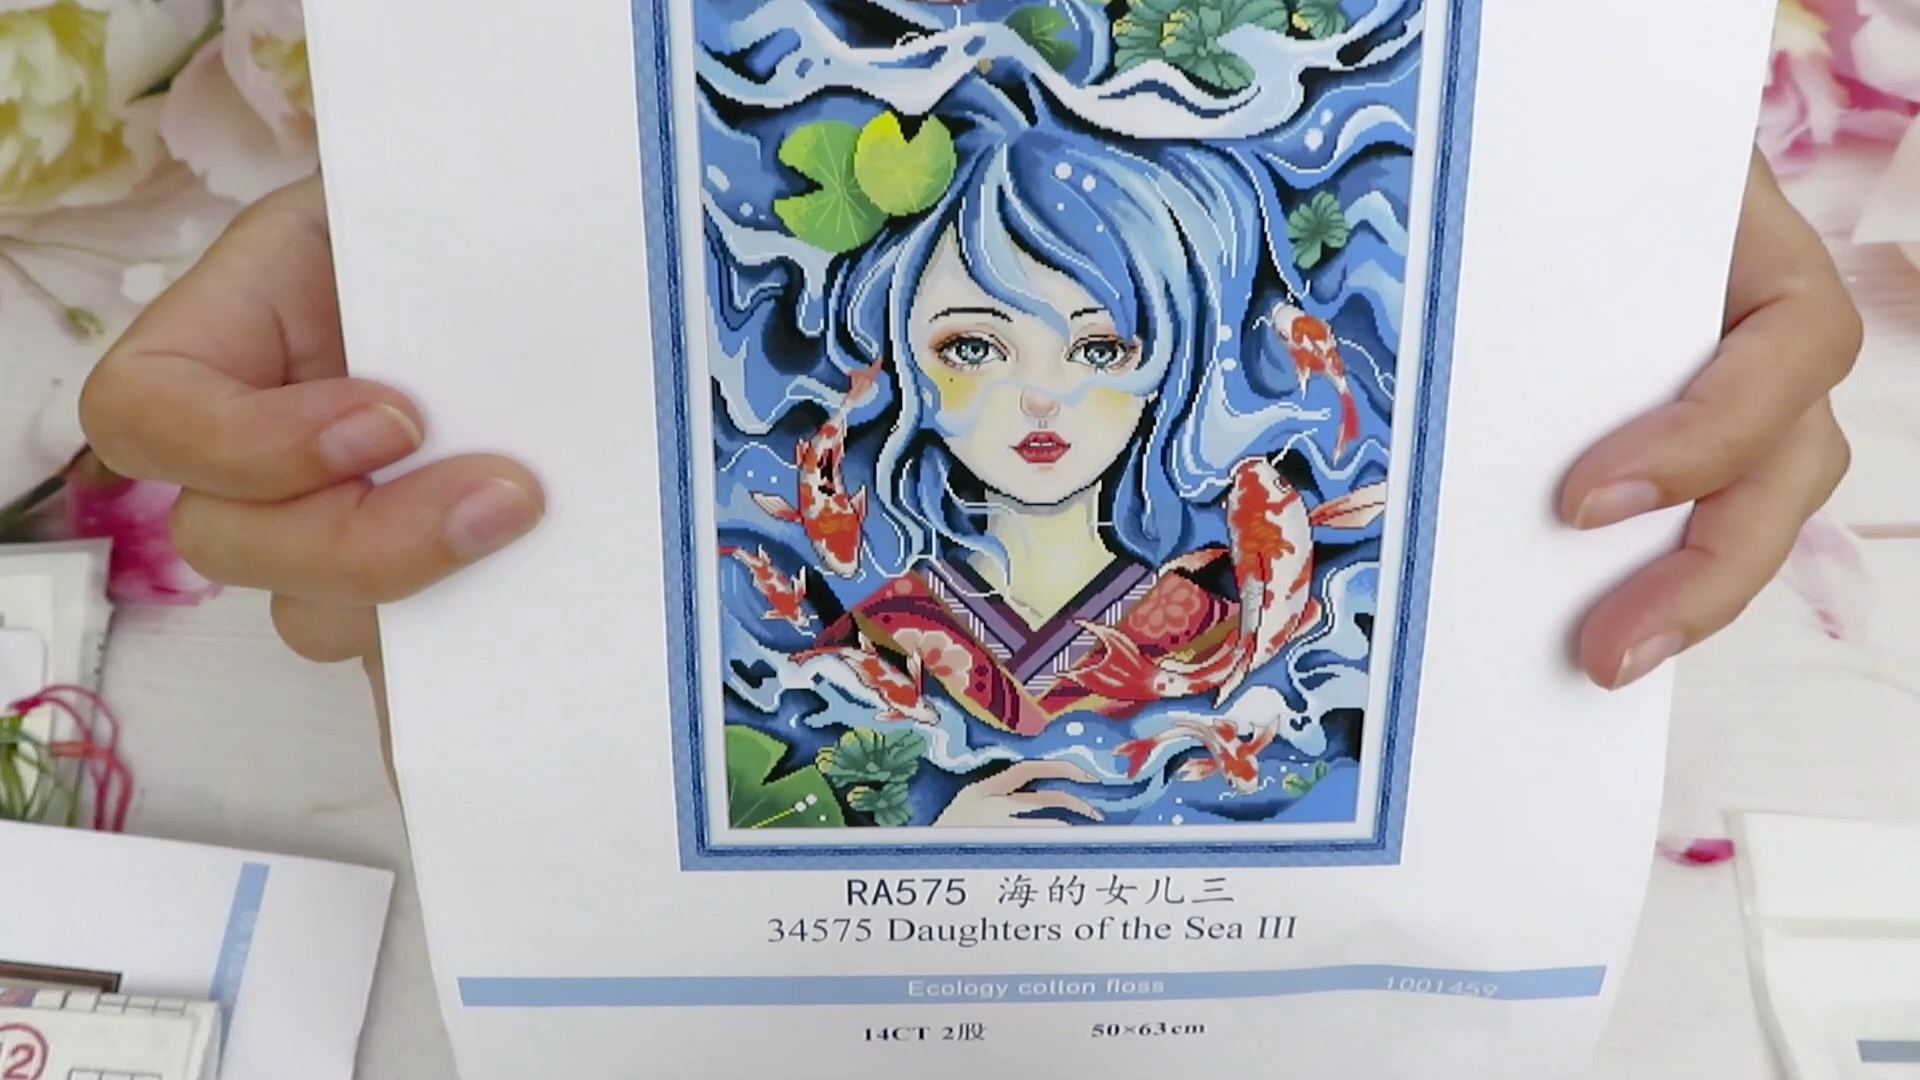 RA575 海的女儿三
34575 Daughters of the Sea III
Ecology cotton floss 1001459
14CT 2股 50×63cm
12